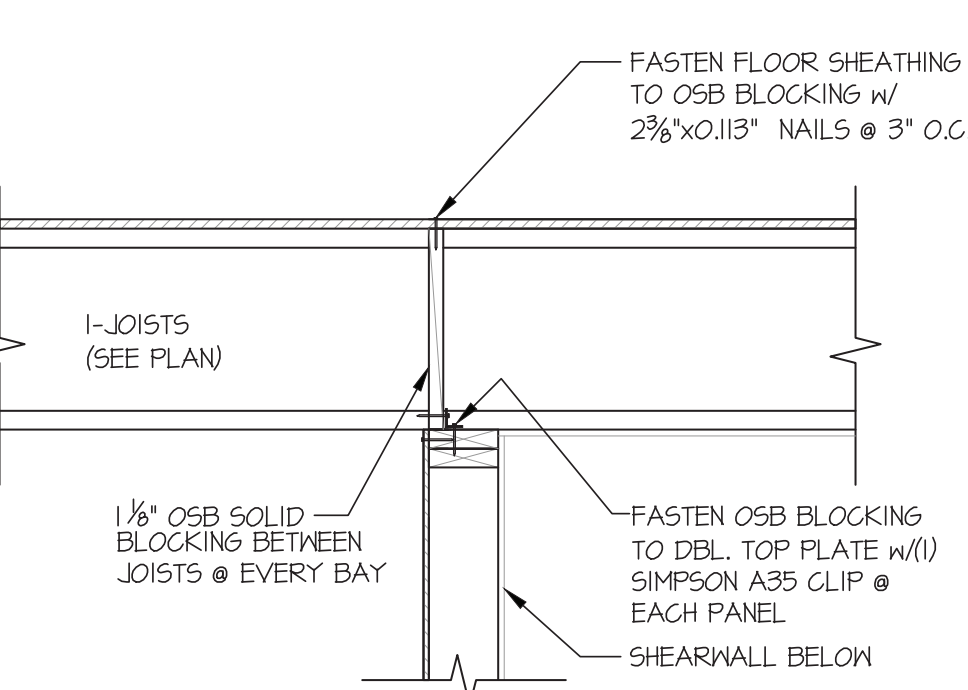 FASTEN FLOOR SHEATHING
TO OSB BLOCKING w/
2⅜"x0.113" NAILS @ 3" O.C
I-JOISTS
(SEE PLAN)
1⅛" OSB SOLID
BLOCKING BETWEEN
JOISTS @ EVERY BAY
FASTEN OSB BLOCKING
TO DBL. TOP PLATE w/(1)
SIMPSON A35 CLIP @
EACH PANEL
SHEARWALL BELOW